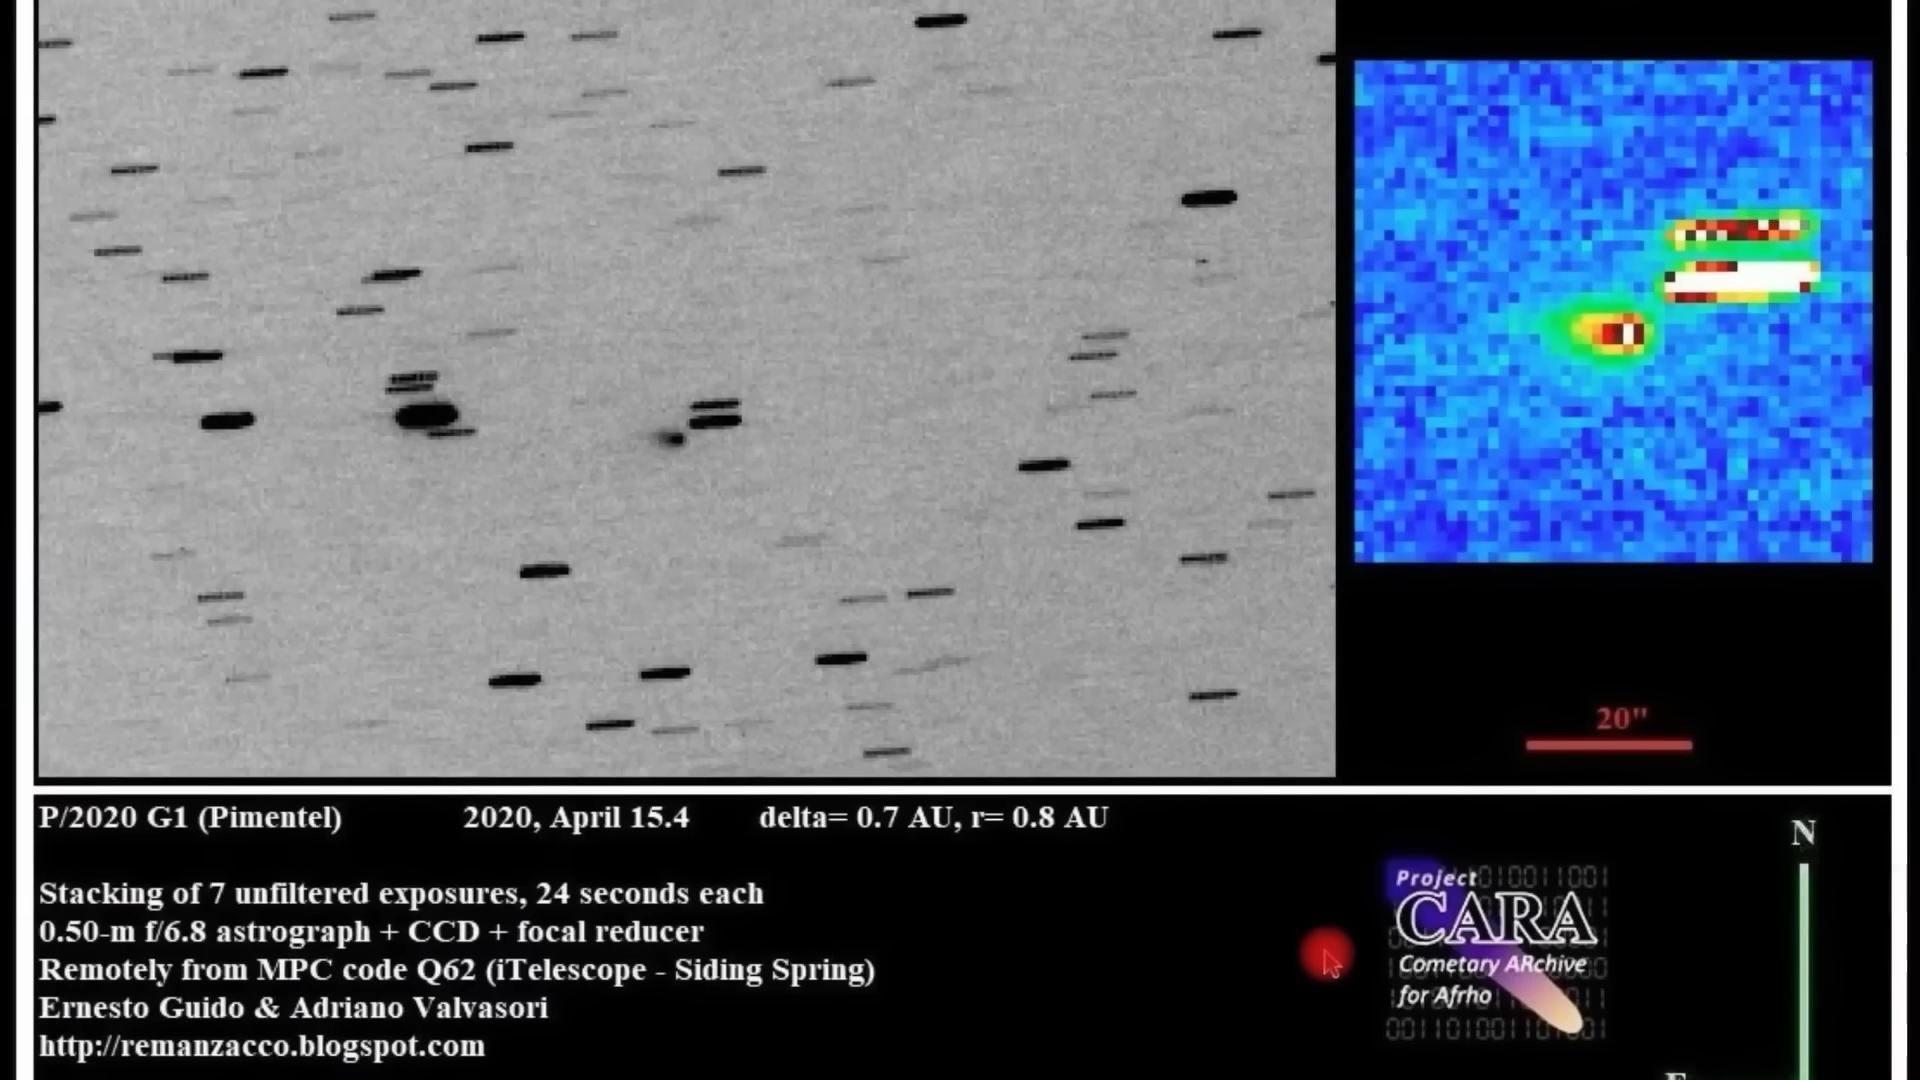 20"
P/2020 G1 (Pimentel) 2020, April 15.4 delta= 0.7 AU, r= 0.8 AU
N
Stacking of 7 unfiltered exposures, 24 seconds each
0.50-m f/6.8 astrograph + CCD + focal reducer
Remotely from MPC code Q62 (iTelescope - Siding Spring)
Ernesto Guido & Adriano Valvasori
http://remanzacco.blogspot.com
Project
CARA
Cometary ARchive
for Afrho